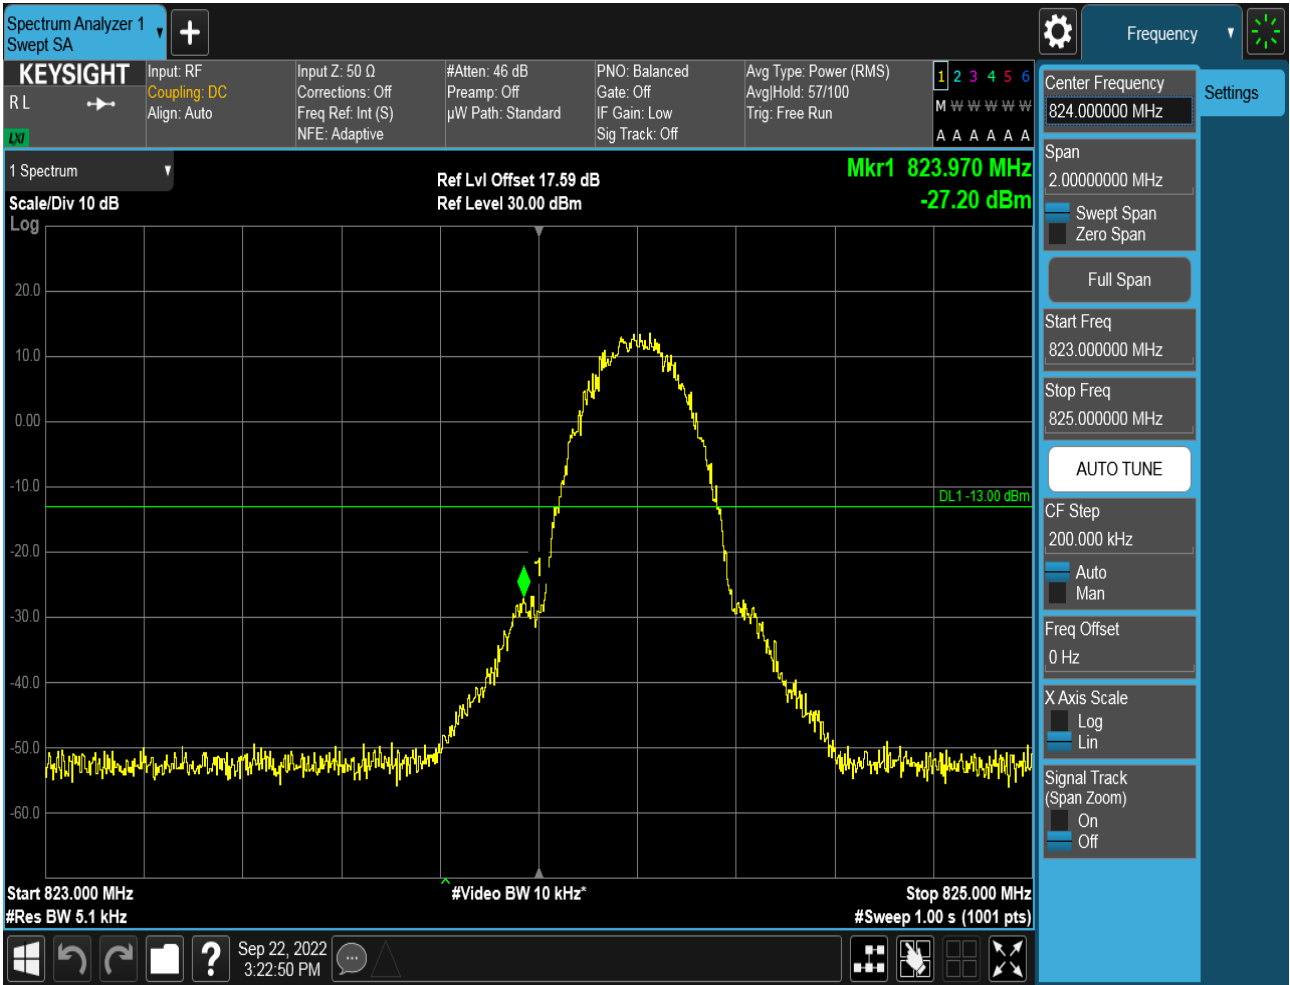 Spectrum Analyzer 1
Swept SA
+
Frequency
KEYSIGHT
R L
LXI
Input: RF
Coupling: DC
Align: Auto
Input Z: 50 Ω
Corrections: Off
Freq Ref: Int (S)
NFE: Adaptive
#Atten: 46 dB
Preamp: Off
µW Path: Standard
PNO: Balanced
Gate: Off
IF Gain: Low
Sig Track: Off
Avg Type: Power (RMS)
Avg|Hold: 57/100
Trig: Free Run
1 2 3 4 5 6
M W W W W W
A A A A A A
1 Spectrum
Scale/Div 10 dB
Log
Ref Lvl Offset 17.59 dB
Ref Level 30.00 dBm
Mkr1 823.970 MHz
-27.20 dBm
20.0
10.0
0.00
-10.0
DL1 -13.00 dBm
-20.0
1
-30.0
-40.0
-50.0
-60.0
Start 823.000 MHz
#Video BW 10 kHz*
Stop 825.000 MHz
#Res BW 5.1 kHz
#Sweep 1.00 s (1001 pts)
Center Frequency
824.000000 MHz
Settings
Span
2.00000000 MHz
Swept Span
Zero Span
Full Span
Start Freq
823.000000 MHz
Stop Freq
825.000000 MHz
AUTO TUNE
CF Step
200.000 kHz
Auto
Man
Freq Offset
0 Hz
X Axis Scale
Log
Lin
Signal Track
(Span Zoom)
On
Off
?
Sep 22, 2022
3:22:50 PM